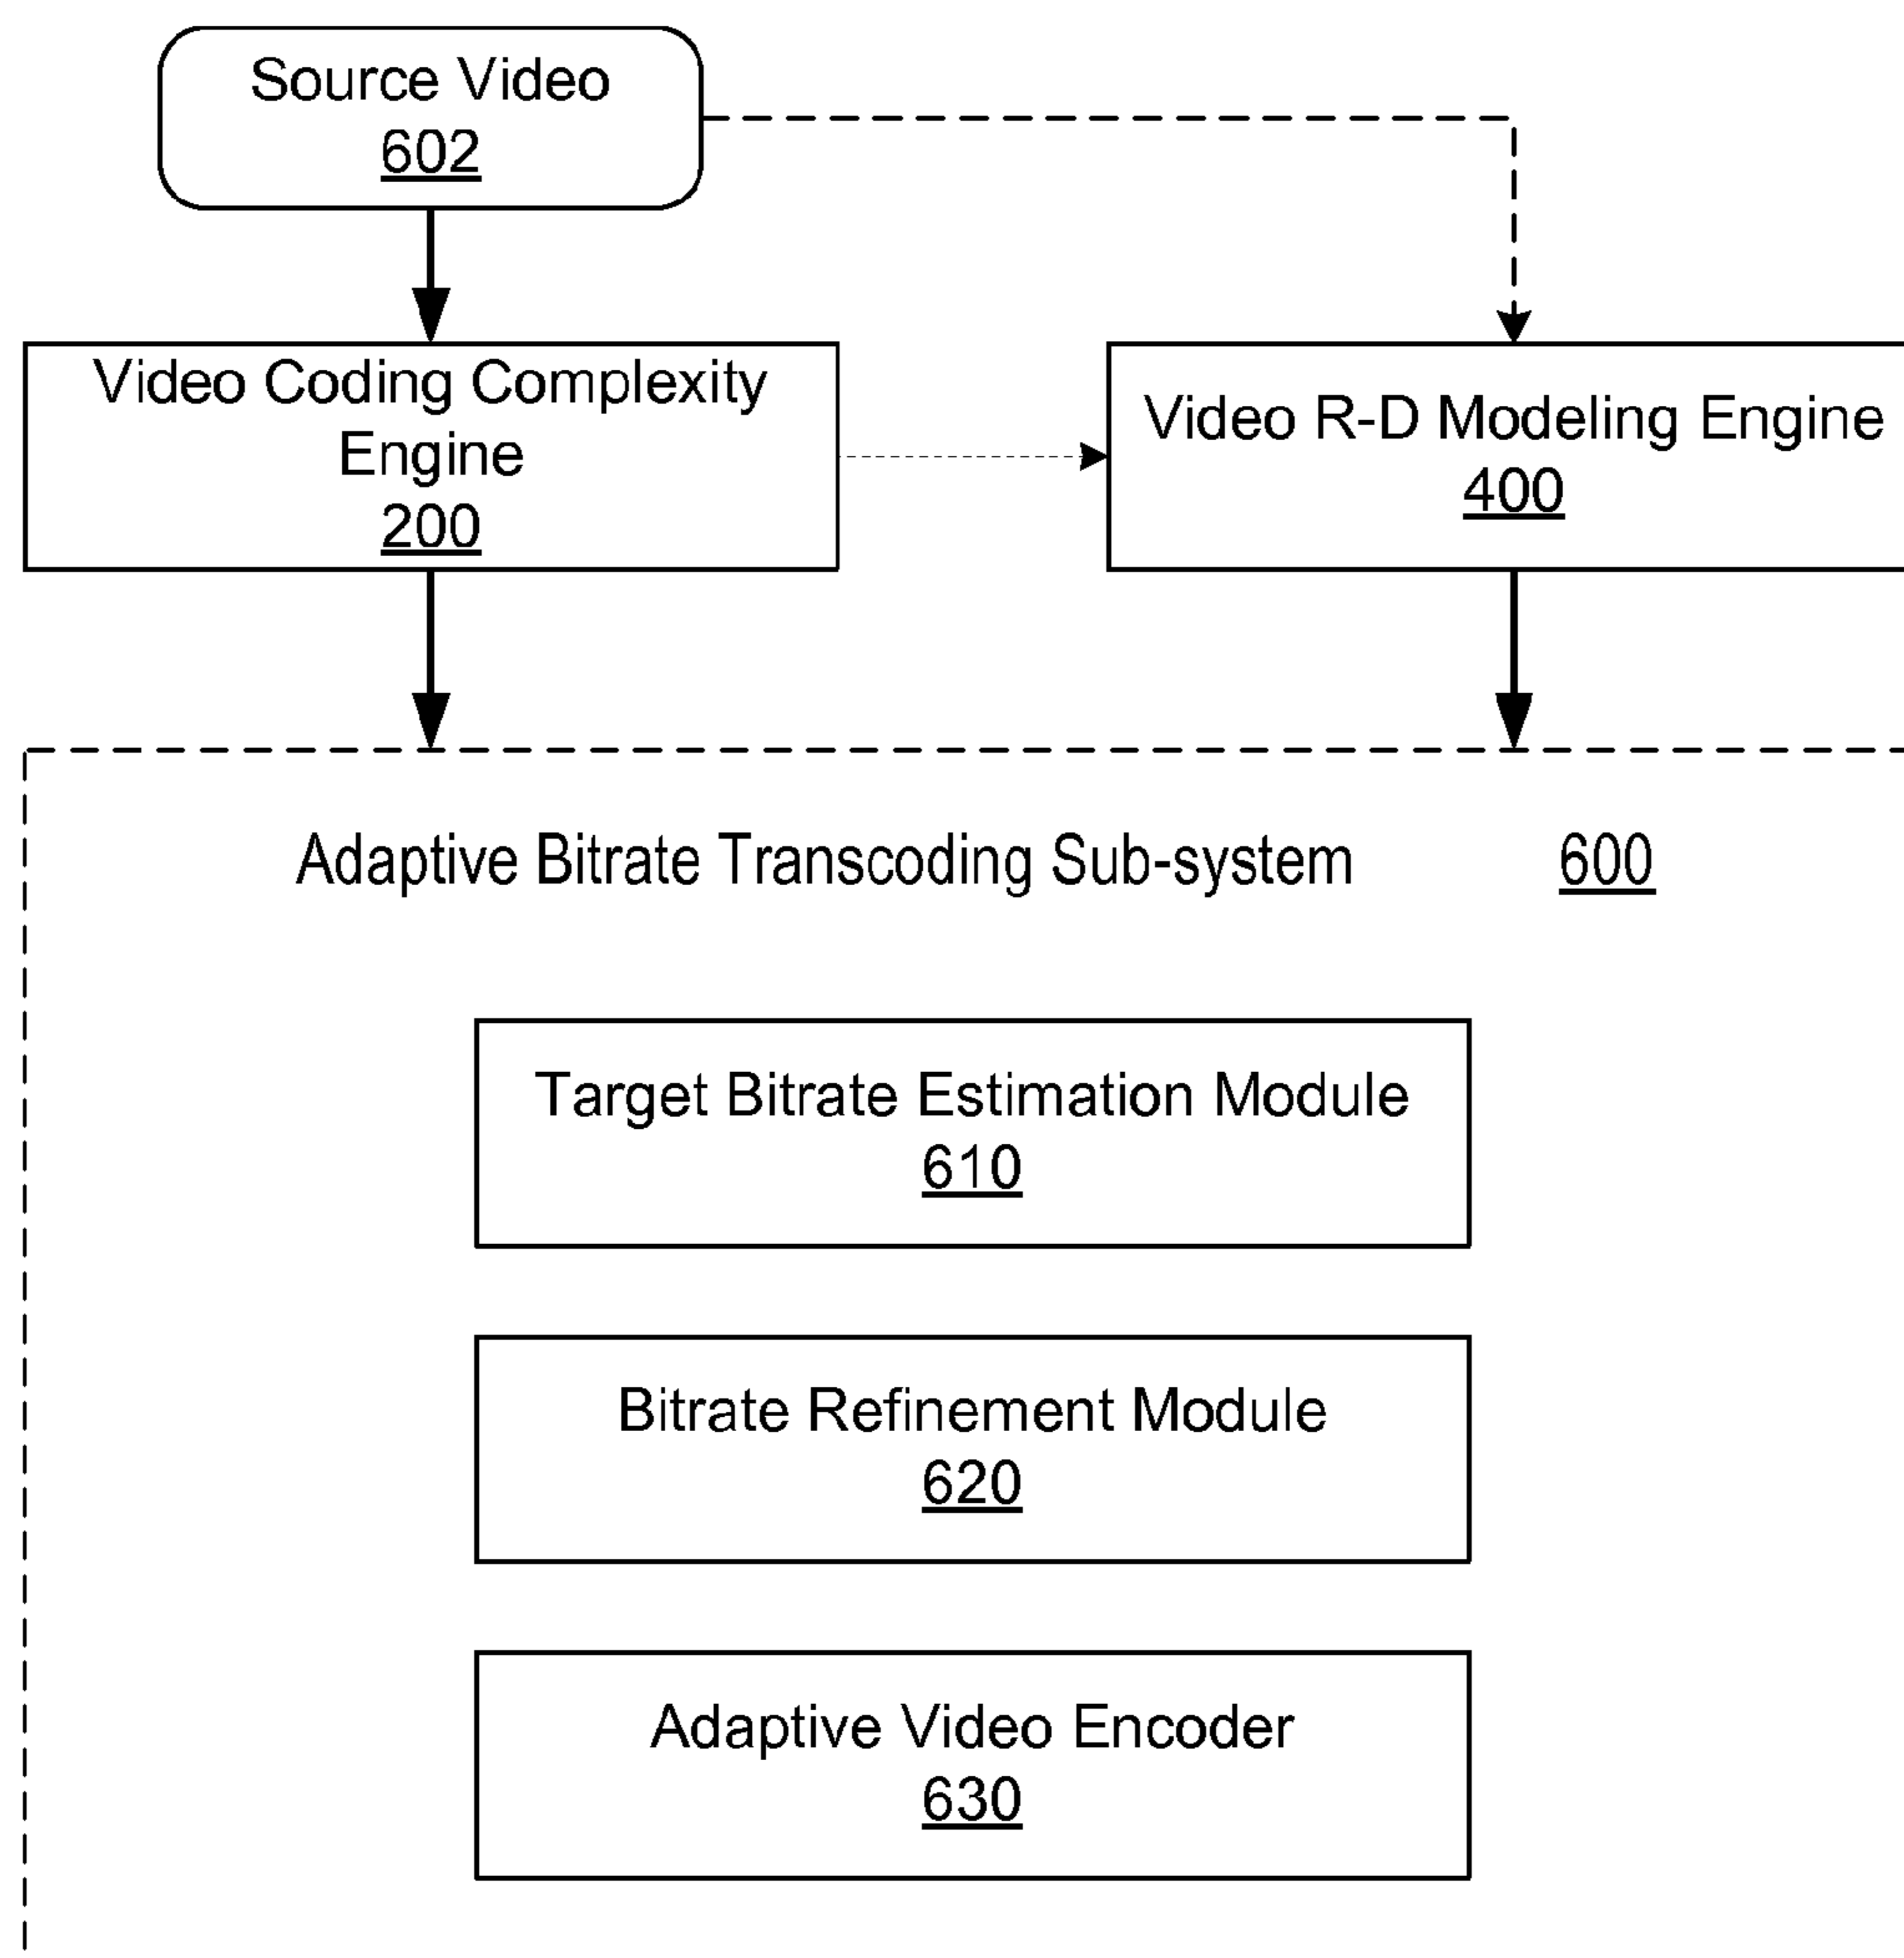 Source Video
602
Video Coding Complexity
Engine
200
Video R-D Modeling Engine
400
Adaptive Bitrate Transcoding Sub-system 600
Target Bitrate Estimation Module
610
Bitrate Refinement Module
620
Adaptive Video Encoder
630